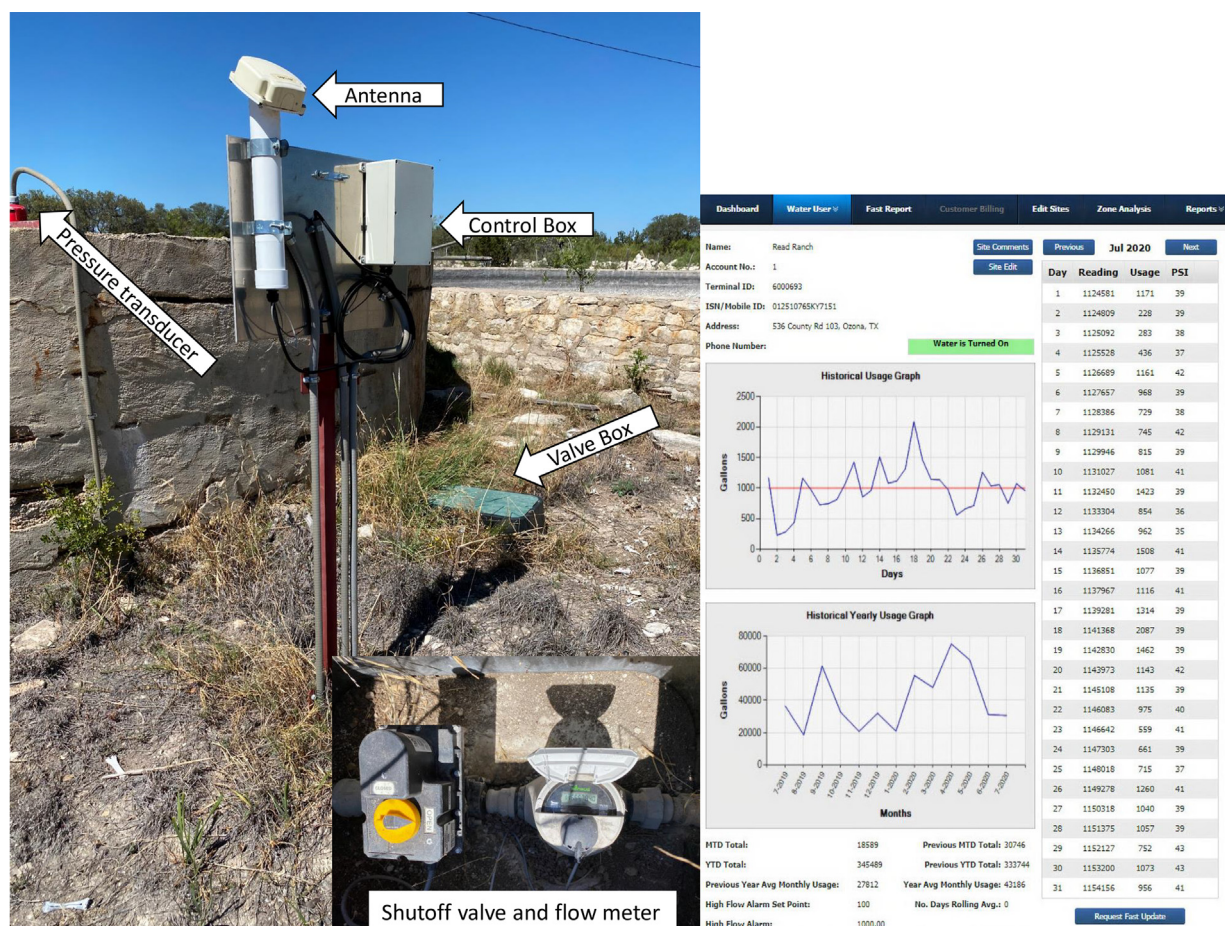 Antenna
Control Box
Pressure transducer
Valve Box
OPEN
Shutoff valve and flow meter
Dashboard Water User Fast Report Customer Billing Edit Sites Zone Analysis Reports
Name: Read Ranch Site Comments
Account No.: 1 Site Edit
Terminal ID: 6000693
ISN/Mobile ID: 012510765KY7151
Address: 536 County Rd 103, Ozona, TX
Phone Number: Water is Turned On
Historical Usage Graph
Gallons
2500
2000
1500
1000
500
0
0 2 4 6 8 10 12 14 16 18 20 22 24 26 28 30
Days
Historical Yearly Usage Graph
Gallons
80000
60000
40000
20000
0
7-2019 8-2019 9-2019 10-2019 11-2019 12-2019 1-2020 2-2020 3-2020 4-2020 5-2020 6-2020 7-2020
Months
MTD Total: 18589 Previous MTD Total: 30746
YTD Total: 345489 Previous YTD Total: 333744
Previous Year Avg Monthly Usage: 27812 Year Avg Monthly Usage: 43186
High Flow Alarm Set Point: 100 No. Days Rolling Avg.: 0
High Flow Alarm: 1000.00
Previous Jul 2020 Next
Day Reading Usage PSI
1 1124581 1171 39
2 1124809 228 39
3 1125092 283 38
4 1125528 436 37
5 1126689 1161 42
6 1127657 968 39
7 1128386 729 38
8 1129131 745 42
9 1129946 815 39
10 1131027 1081 41
11 1132450 1423 39
12 1133304 854 36
13 1134266 962 35
14 1135774 1508 41
15 1136851 1077 39
16 1137967 1116 41
17 1139281 1314 39
18 1141368 2087 39
19 1142830 1462 39
20 1143973 1143 42
21 1145108 1135 39
22 1146083 975 40
23 1146642 559 41
24 1147303 661 39
25 1148018 715 37
26 1149278 1260 41
27 1150318 1040 39
28 1151375 1057 39
29 1152127 752 43
30 1153200 1073 43
31 1154156 956 41
Request Fast Update